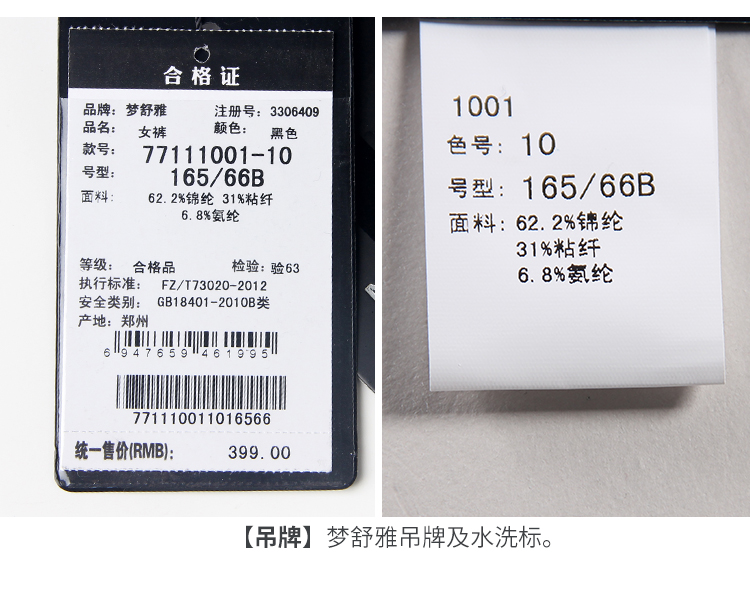 合格证
品牌：梦舒雅 注册号：3306409
品名：女裤 颜色：黑色
款号：77111001-10
号型：165/66B
面料：62.2%锦纶 31%粘纤
6.8%氨纶
等级：合格品 检验：验63
执行标准：FZ/T73020-2012
安全类别：GB18401-2010B类
产地：郑州
6 947659 461995
771110011016566
统一售价(RMB)：399.00
1001
色号：10
号型：165/66B
面料：62.2%锦纶
31%粘纤
6.8%氨纶
【吊牌】梦舒雅吊牌及水洗标。